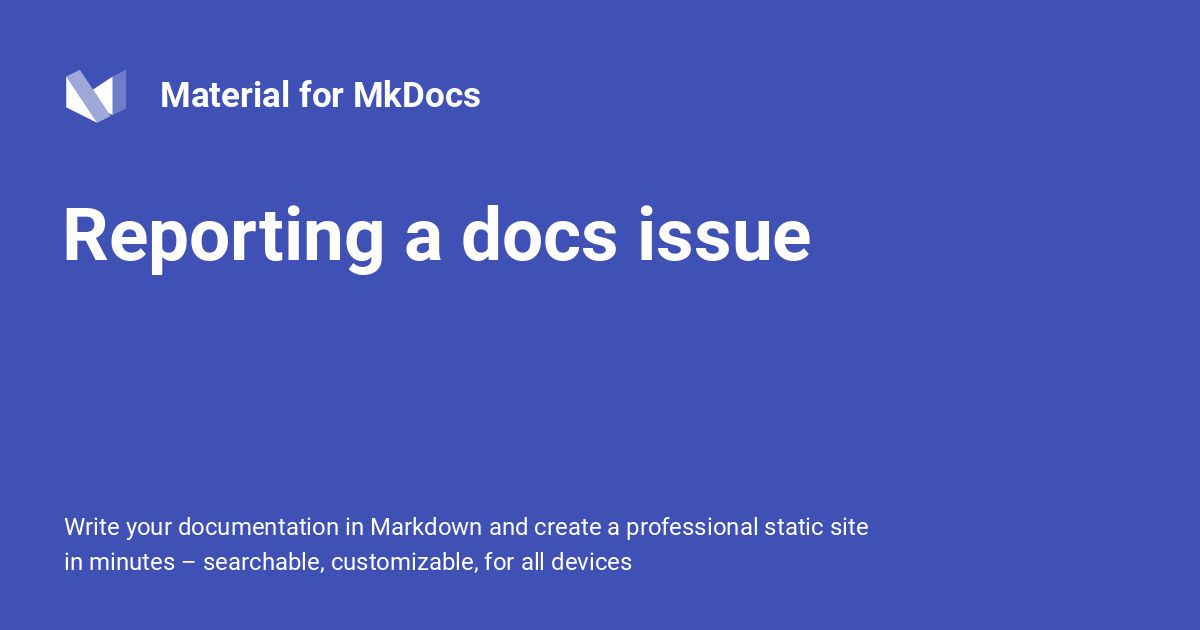 Material for MkDocs
Reporting a docs issue
Write your documentation in Markdown and create a professional static site
in minutes – searchable, customizable, for all devices